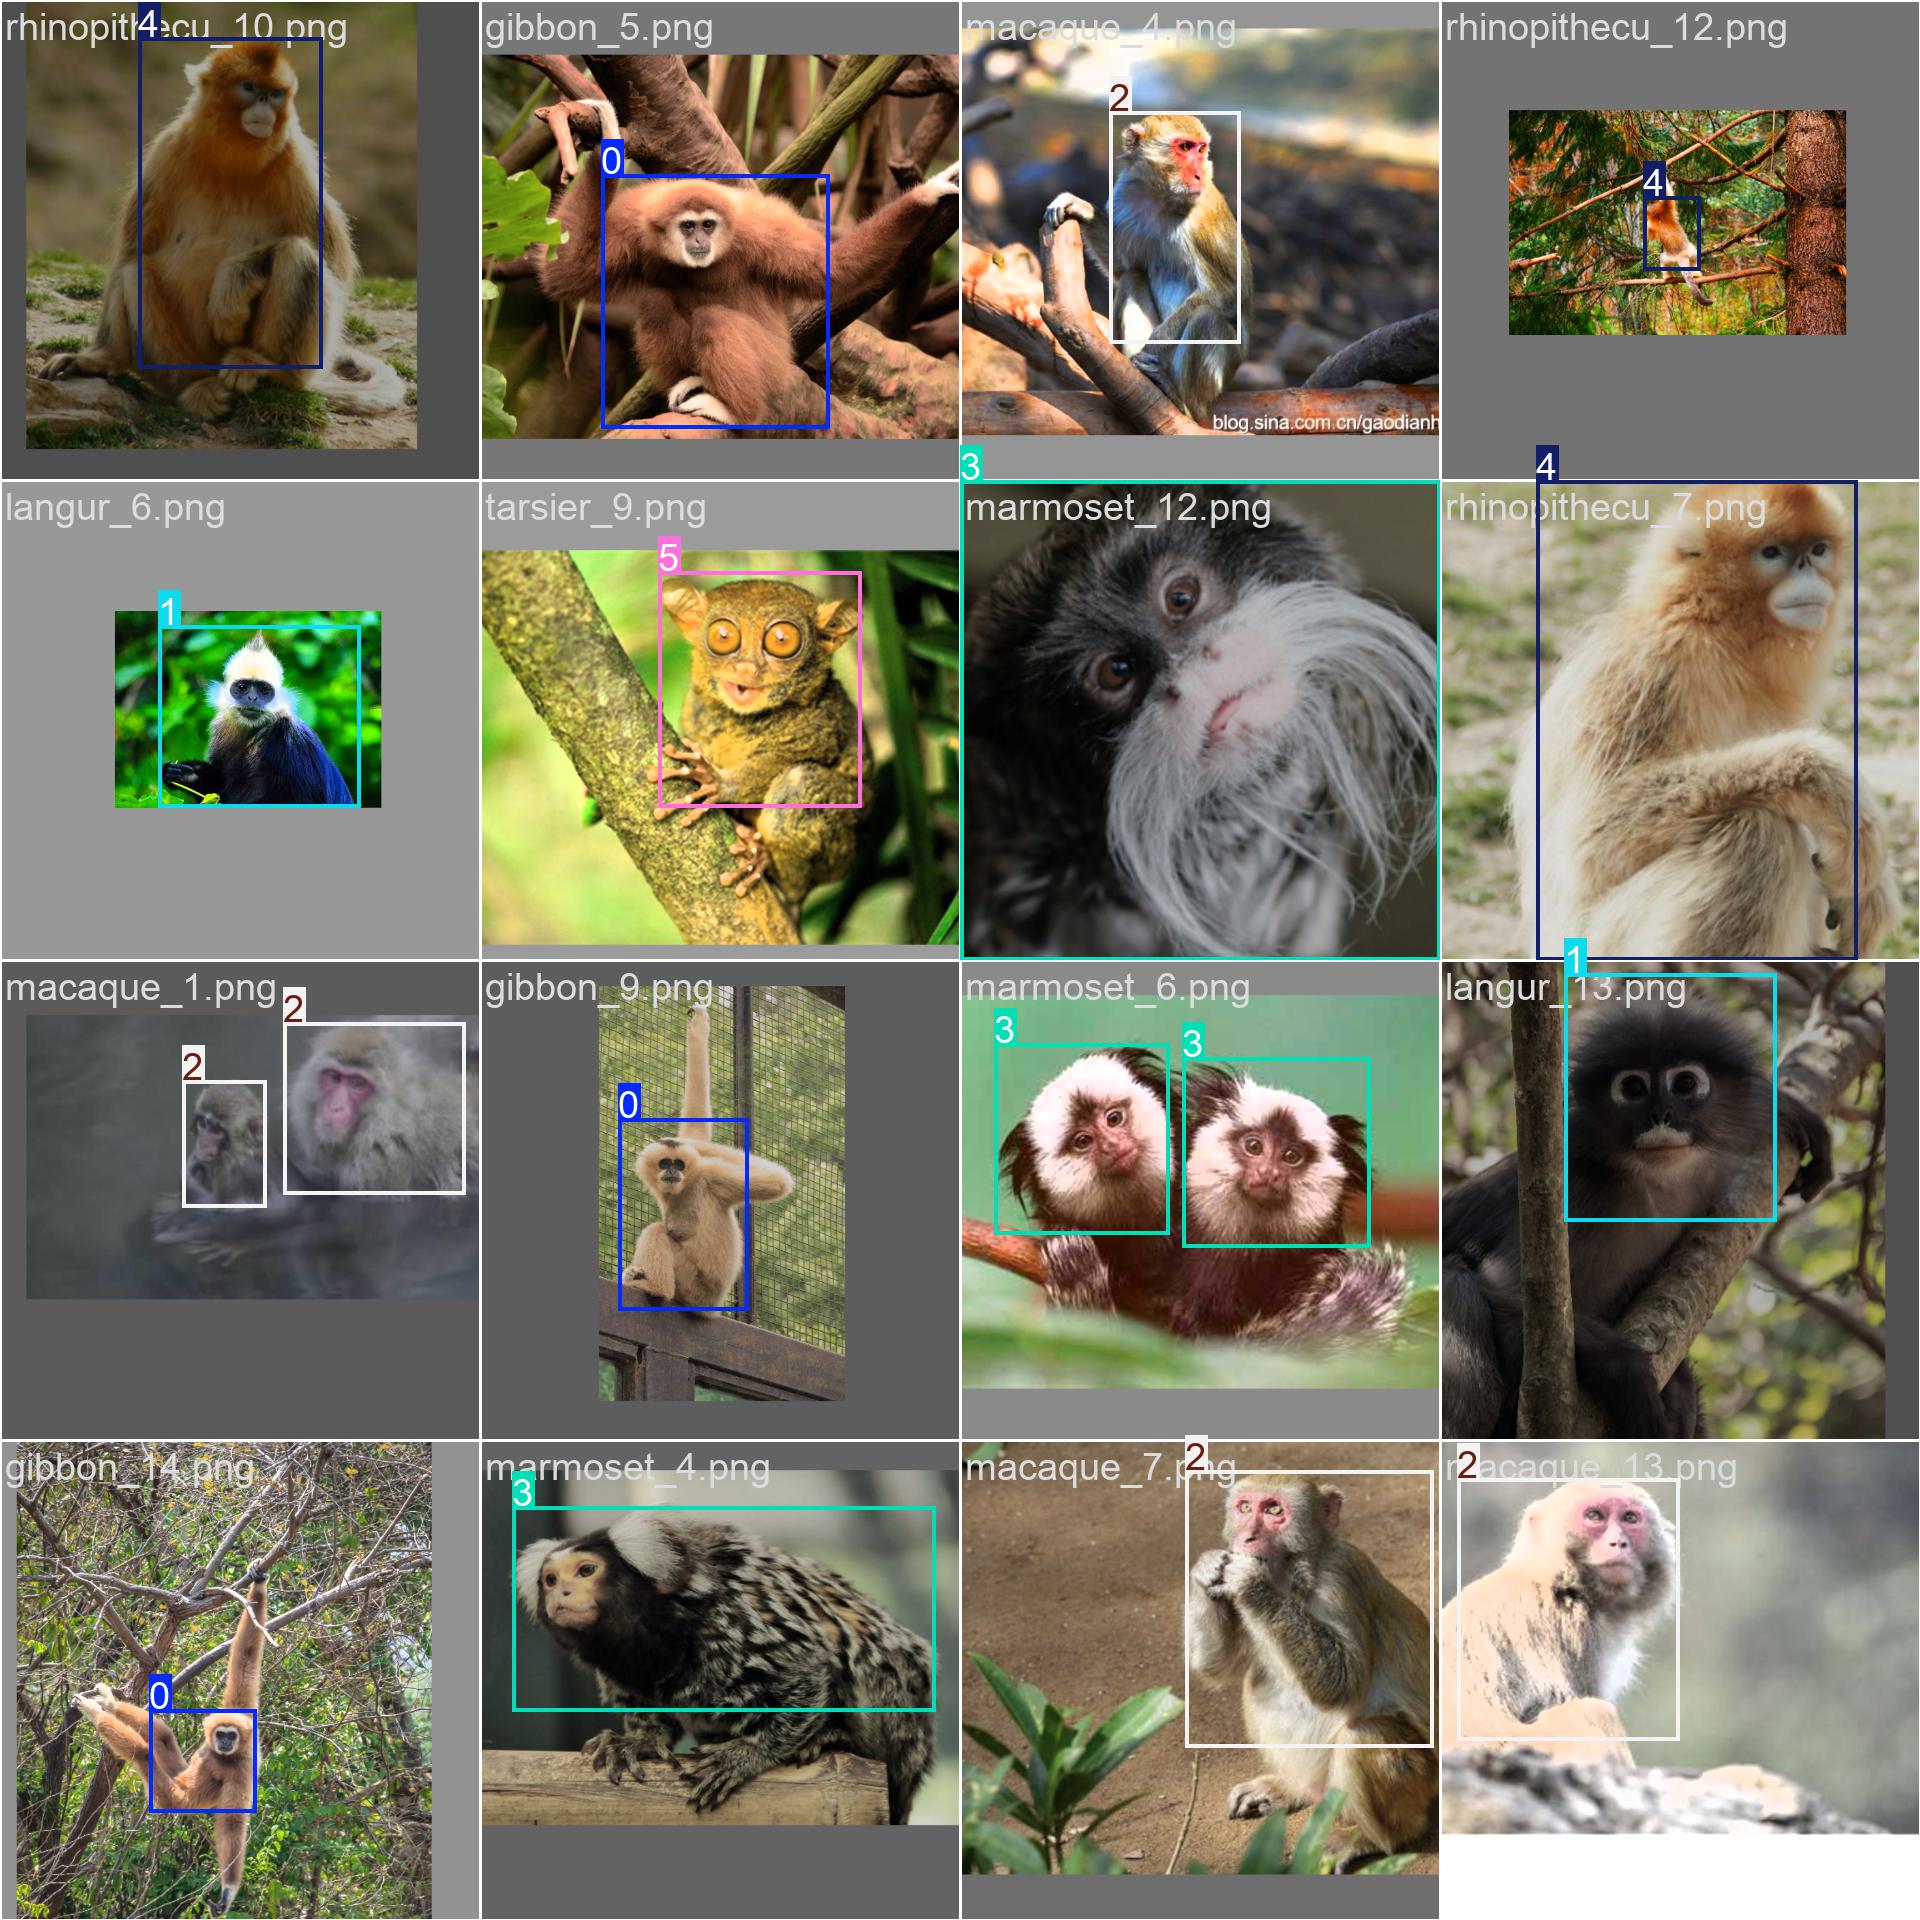 rhinopithecu_10.png
4
gibbon_5.png
0
macaque_4.png
2
blog.sina.com.cn/gaodianh
rhinopithecu_12.png
4
langur_6.png
1
tarsier_9.png
5
marmoset_12.png
3
rhinopithecu_7.png
4
macaque_1.png
2
2
gibbon_9.png
0
marmoset_6.png
3
3
langur_13.png
1
gibbon_14.png
0
marmoset_4.png
3
macaque_7.png
2
macaque_13.png
2